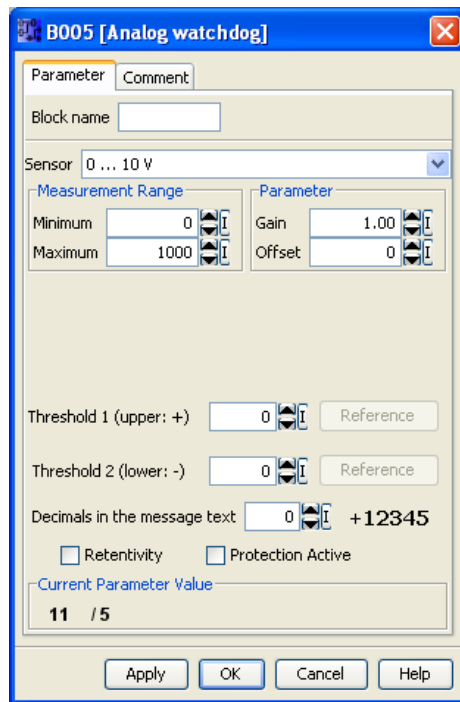 B005 [Analog watchdog]
Parameter Comment
Block name
Sensor 0 ... 10 V
Measurement Range Parameter
Minimum 0 Gain 1.00
Maximum 1000 Offset 0
Threshold 1 (upper: +) 0 Reference
Threshold 2 (lower: -) 0 Reference
Decimals in the message text 0 +12345
Retentivity Protection Active
Current Parameter Value
11 /5
Apply OK Cancel Help